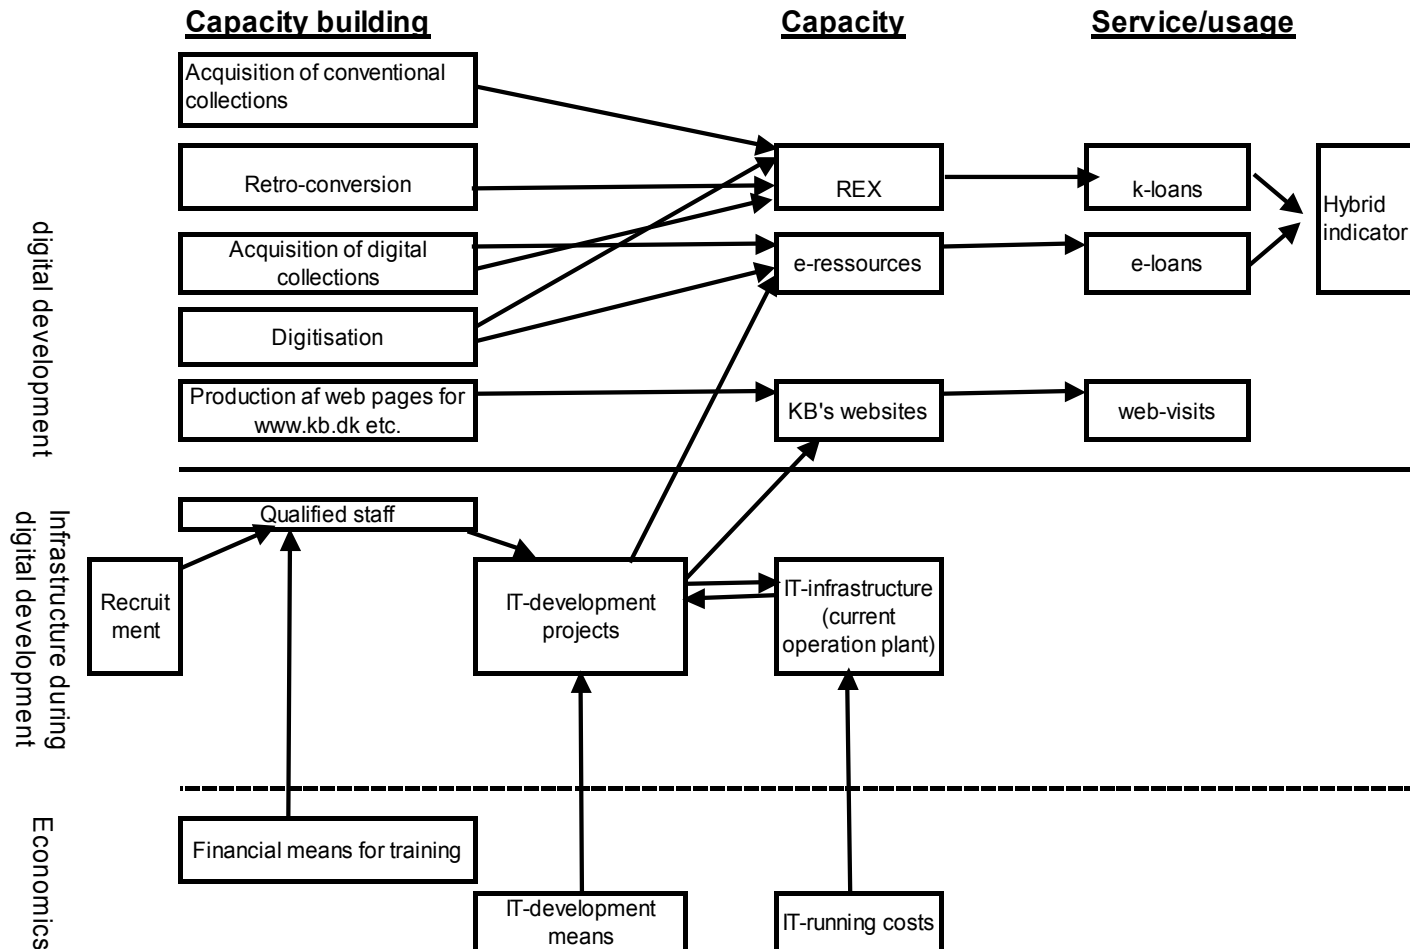 Capacity building
Capacity
Service/usage
Acquisition of conventional
collections
Retro-conversion
REX
k-loans
Hybrid
indicator
Acquisition of digital
collections
e-ressources
e-loans
Digitisation
Production af web pages for
www.kb.dk etc.
KB's websites
web-visits
digital development
Qualified staff
Recruit
ment
IT-development
projects
IT-infrastructure
(current
operation plant)
Infrastructure during
digital development
Financial means for training
IT-development
means
IT-running costs
Economics